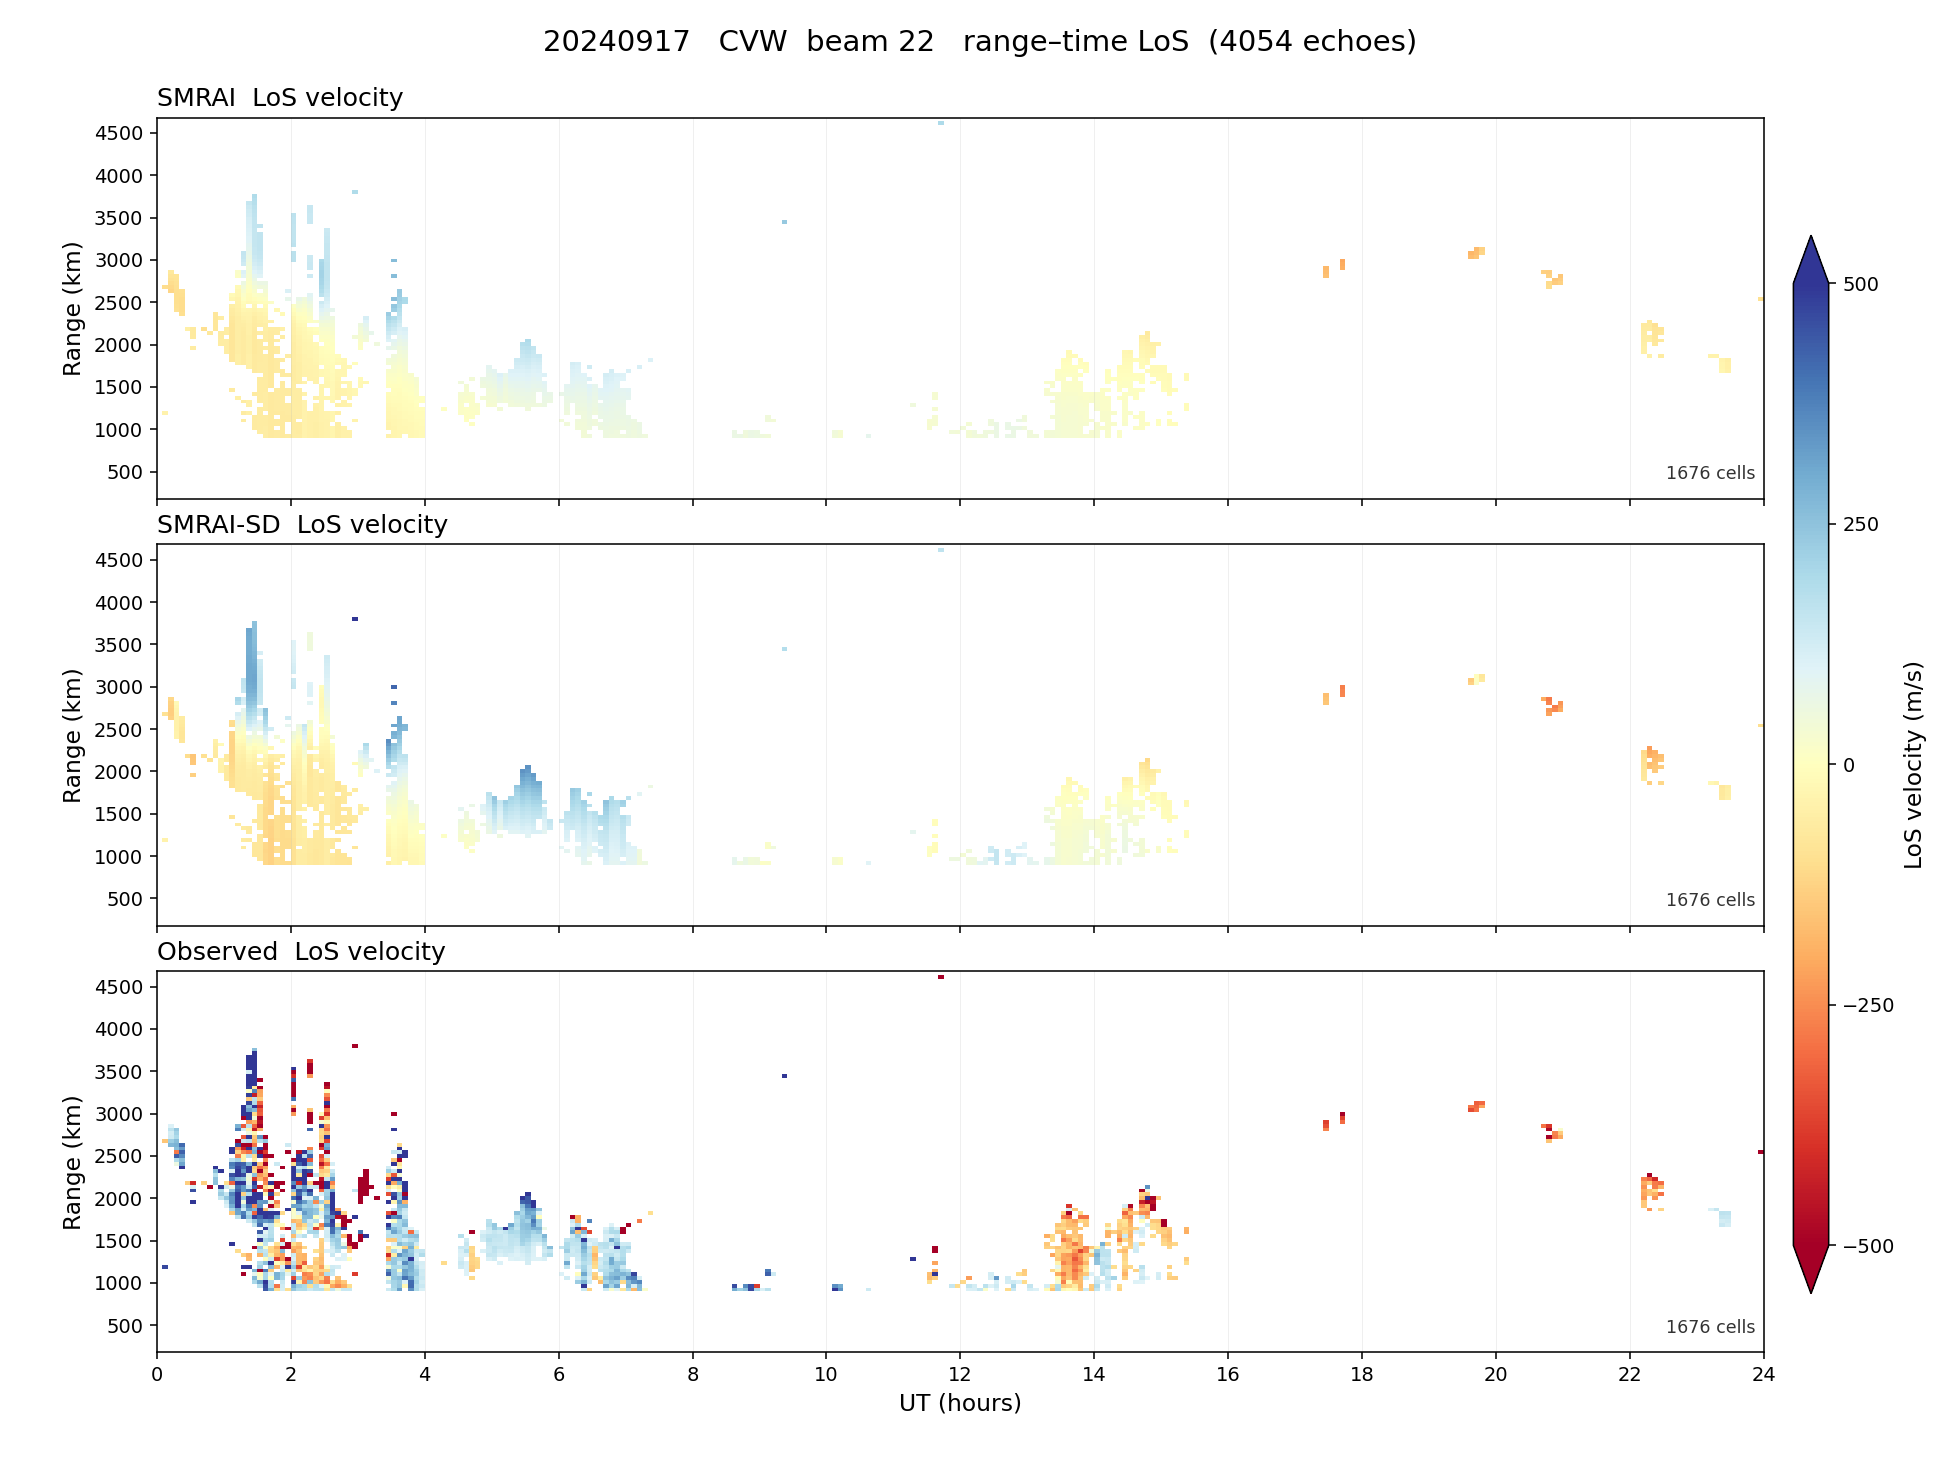 20240917   CVW  beam 22   range–time LoS  (4054 echoes)
SMRAI  LoS velocity
4500
4000
3500
3000
2500
2000
1500
1000
500
Range (km)
1676 cells
SMRAI-SD  LoS velocity
4500
4000
3500
3000
2500
2000
1500
1000
500
Range (km)
1676 cells
Observed  LoS velocity
4500
4000
3500
3000
2500
2000
1500
1000
500
Range (km)
1676 cells
0 2 4 6 8 10 12 14 16 18 20 22 24
UT (hours)
500
250
0
−250
−500
LoS velocity (m/s)